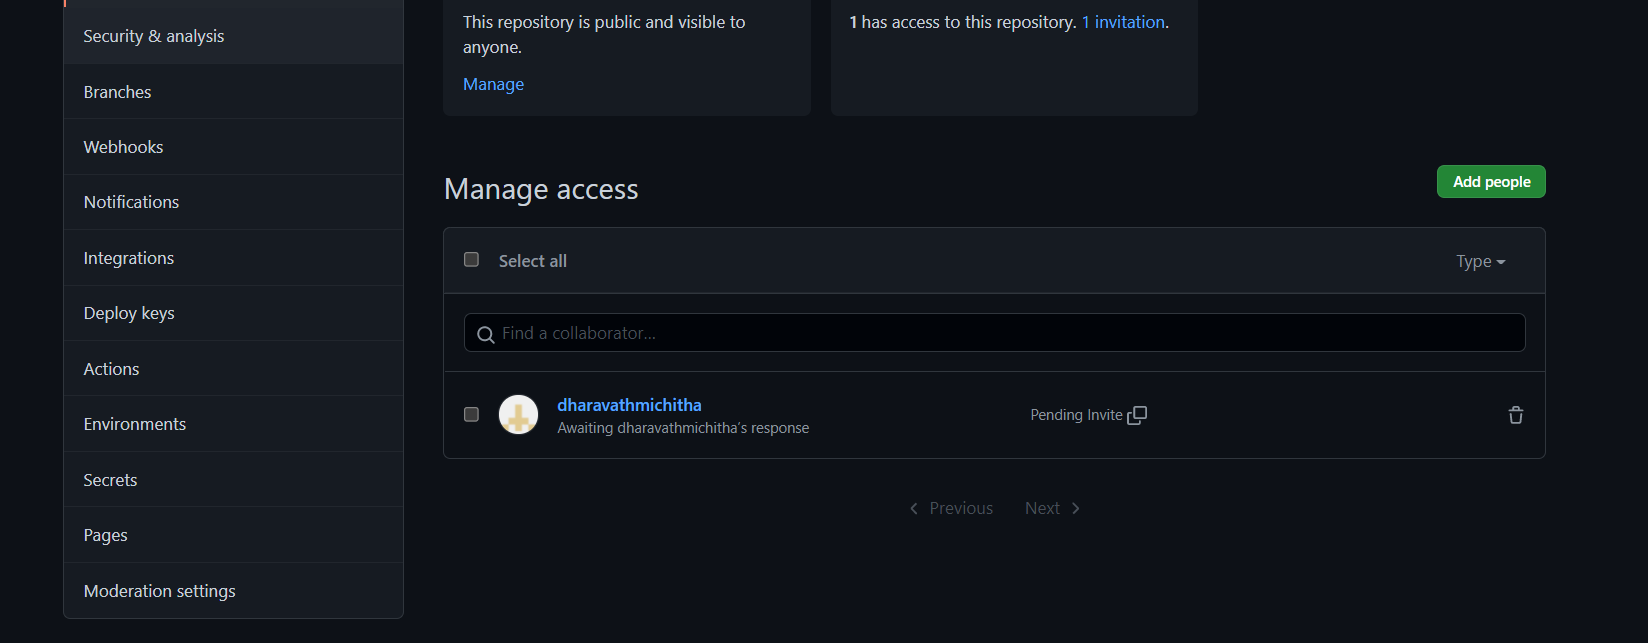 Security & analysis
Branches
Webhooks
Notifications
Integrations
Deploy keys
Actions
Environments
Secrets
Pages
Moderation settings
This repository is public and visible to
anyone.
Manage
1 has access to this repository. 1 invitation.
Manage access
Add people
Select all
Type
Find a collaborator...
dharavathmichitha
Awaiting dharavathmichitha's response
Pending Invite
Previous
Next